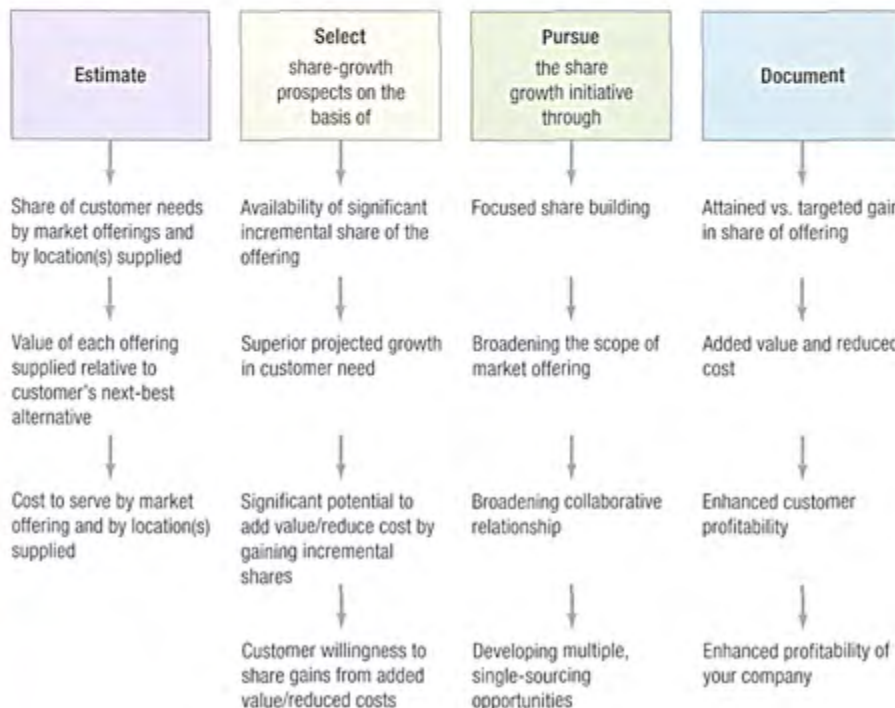 Estimate
Select
share-growth
prospects on the
basis of
Pursue
the share
growth initiative
through
Document
Share of customer needs
by market offerings and
by location(s) supplied
Value of each offering
supplied relative to
customer's next-best
alternative
Cost to serve by market
offering and by location(s)
supplied
Availability of significant
incremental share of the
offering
Superior projected growth
in customer need
Significant potential to
add value/reduce cost by
gaining incremental
shares
Customer willingness to
share gains from added
value/reduced costs
Focused share building
Broadening the scope of
market offering
Broadening collaborative
relationship
Developing multiple,
single-sourcing
opportunities
Attained vs. targeted gain
in share of offering
Added value and reduced
cost
Enhanced customer
profitability
Enhanced profitability of
your company